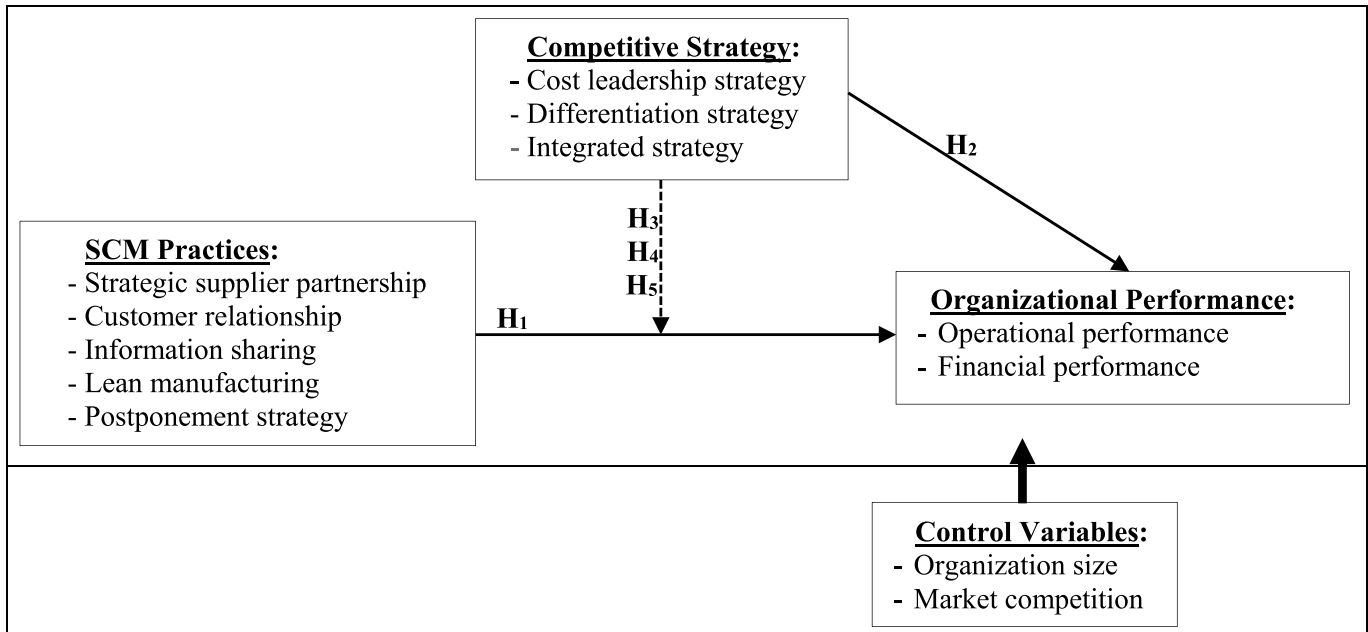 Competitive Strategy:
- Cost leadership strategy
- Differentiation strategy
- Integrated strategy
H2
H3
H4
H5
SCM Practices:
- Strategic supplier partnership
- Customer relationship
- Information sharing
- Lean manufacturing
- Postponement strategy
H1
Organizational Performance:
- Operational performance
- Financial performance
Control Variables:
- Organization size
- Market competition